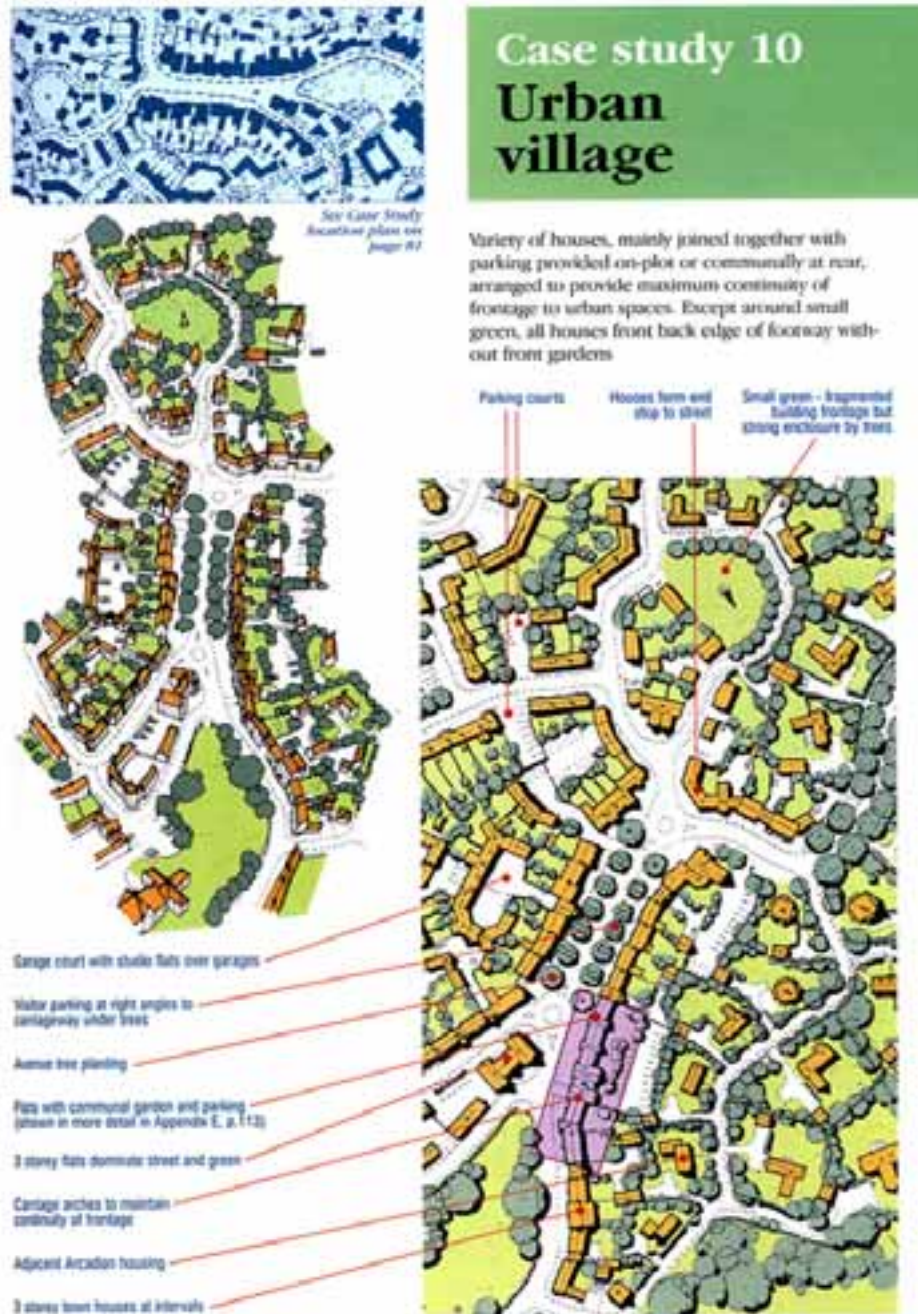 Case study 10
Urban
village
See Case Study
location plan on
page 81
Variety of houses, mainly joined together with
parking provided on-plot or communally at rear,
arranged to provide maximum continuity of
frontage to urban spaces. Except around small
green, all houses front back edge of footway with-
out front gardens
Parking courts
Houses form end
stop to street
Small green - fragmented
building frontage but
strong enclosure by trees
Garage court with studio flats over garages
Visitor parking at right angles to
carriageway under trees
Avenue tree planting
Flats with communal garden and parking
(shown in more detail in Appendix E, p.113)
3 storey flats dominate street and green
Carriage arches to maintain
continuity of frontage
Adjacent Arcadian housing
3 storey town houses at intervals